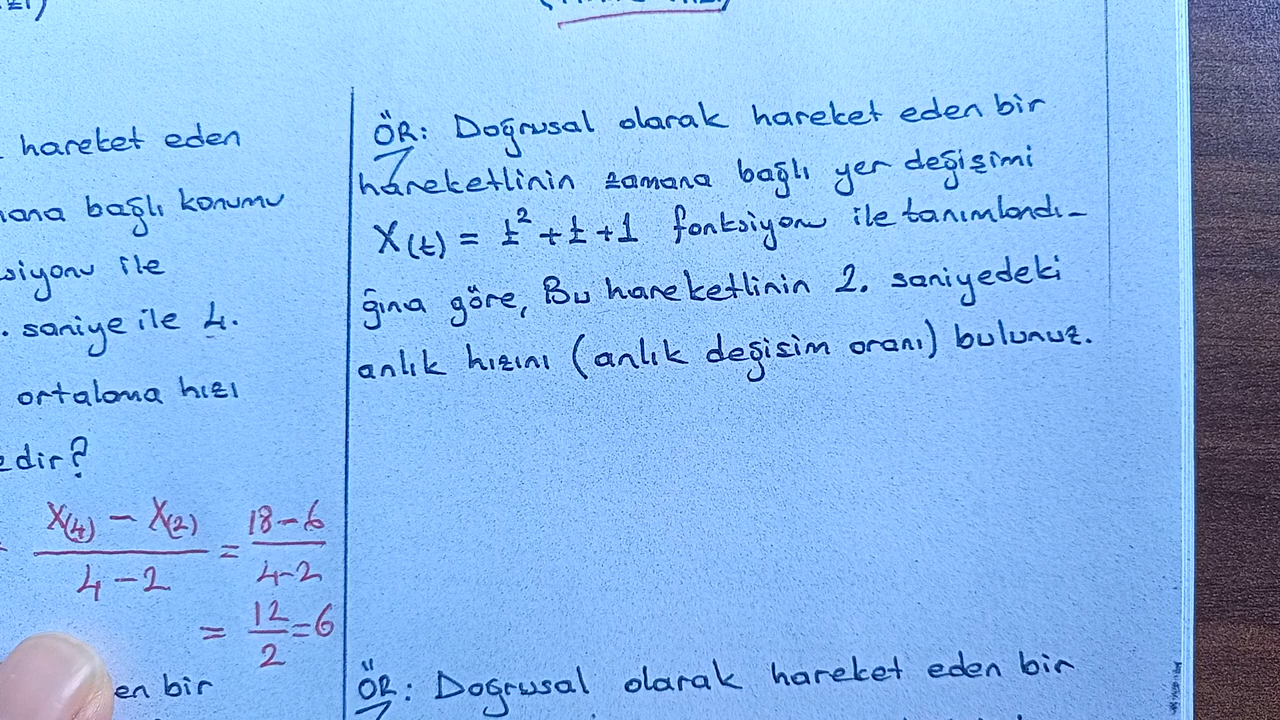 hareket eden
bağlı konumu
ile
saniye ile 4.
ortalama hızı
X(4) - X(2) / 4-2 = 18-6 / 4-2
= 12/2 = 6
en bir
ÖR: Doğrusal olarak hareket eden bir
hareketlinin zamana bağlı yer değişimi
X(t) = t² + t + 1 fonksiyonu ile tanımlandı-
ğına göre, Bu hareketlinin 2. saniyedeki
anlık hızını (anlık değişim oranı) bulunuz.
ÖR: Doğrusal olarak hareket eden bir